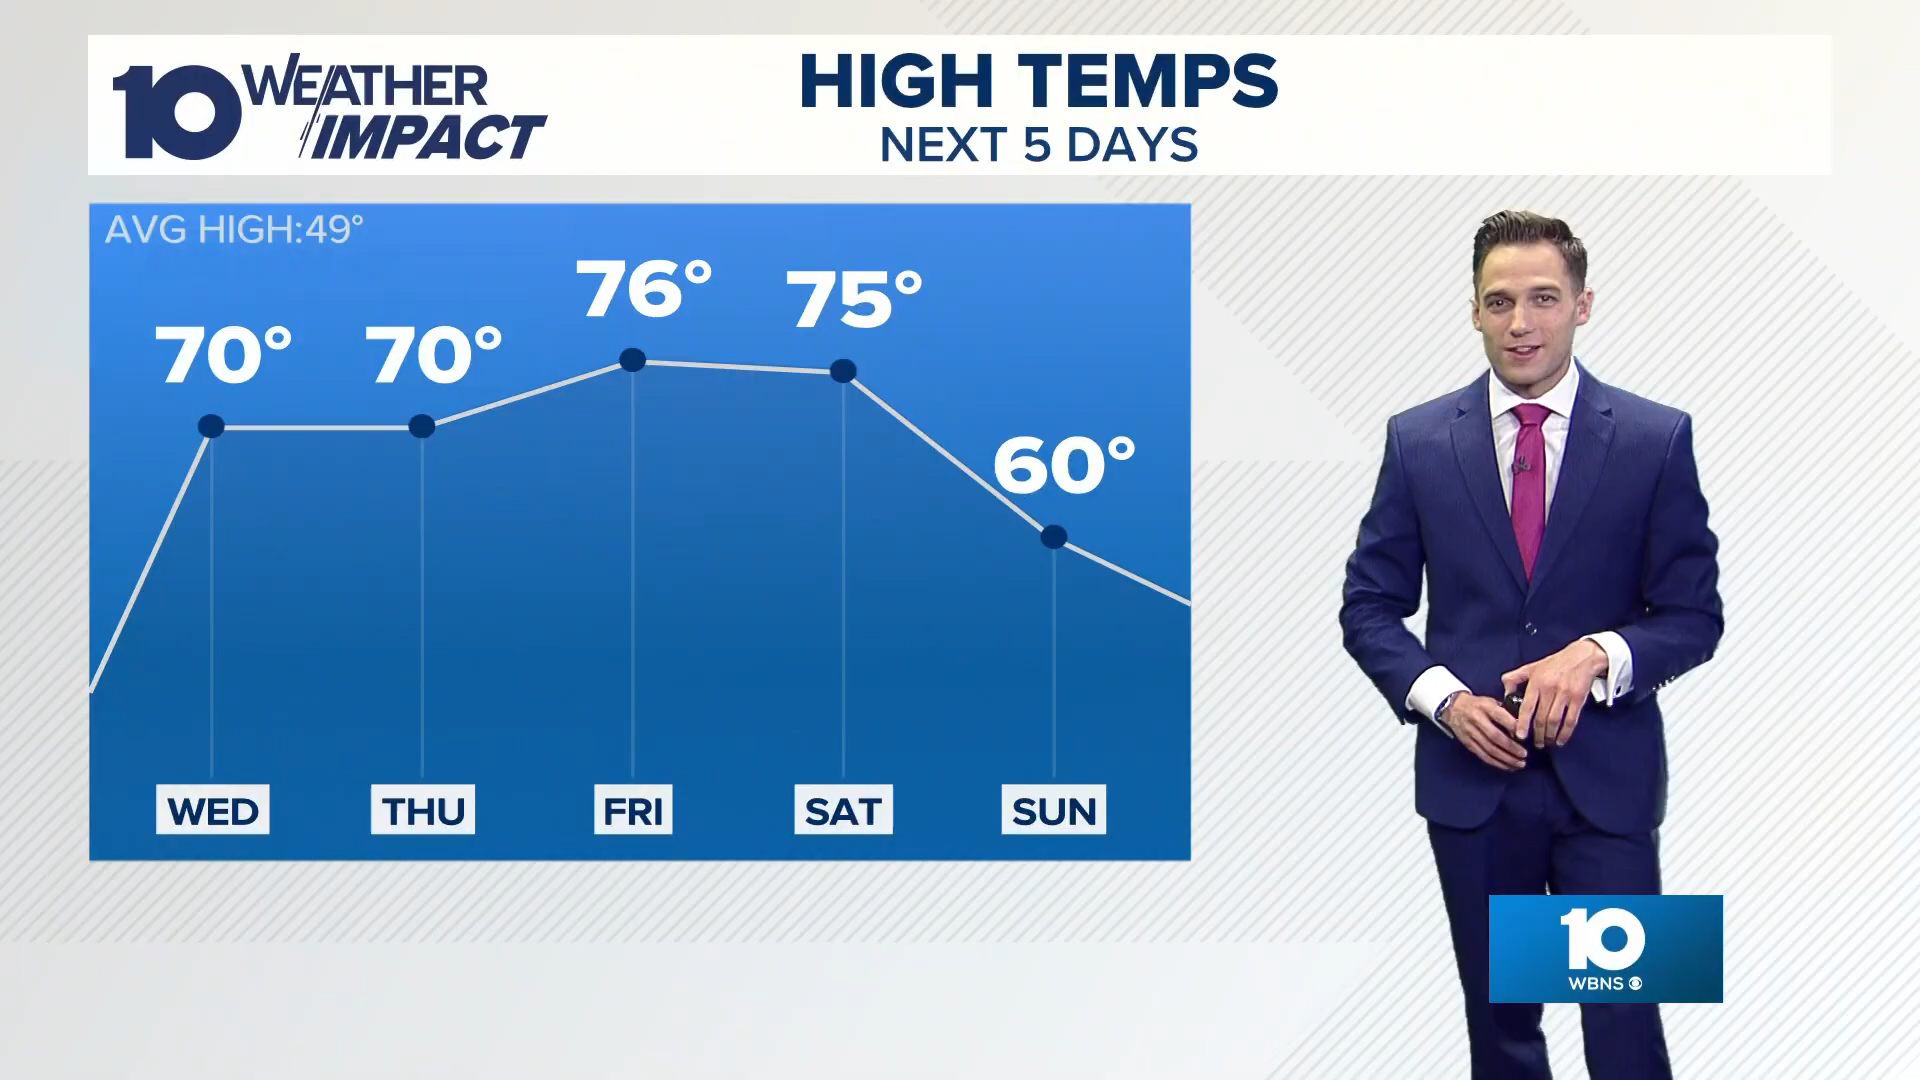 10 WEATHER
IMPACT
HIGH TEMPS
NEXT 5 DAYS
AVG HIGH:49°
70° 70° 76° 75° 60°
WED THU FRI SAT SUN
10
WBNS